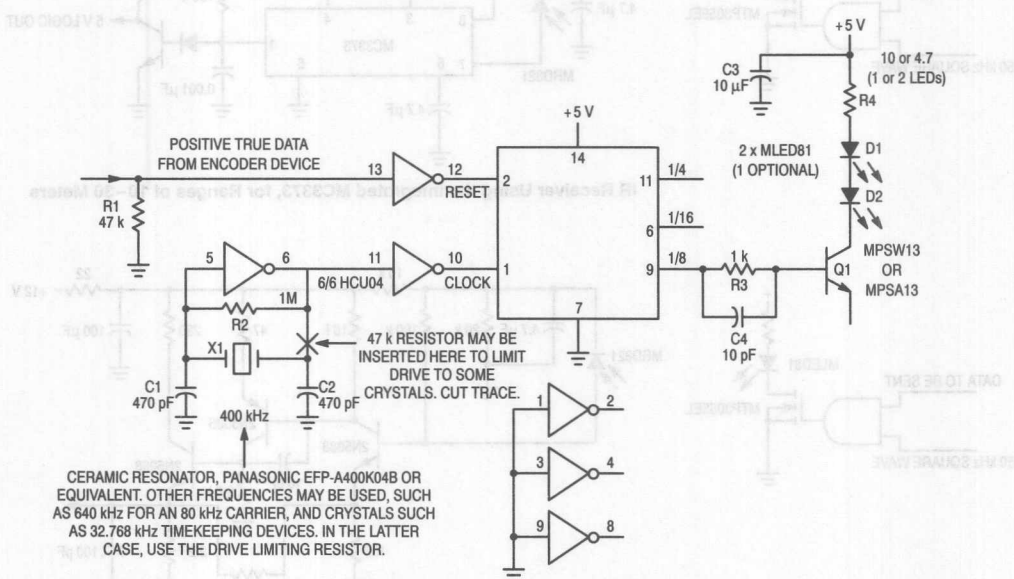 +5 V
C3
10 µF
10 or 4.7
(1 or 2 LEDs)
R4
2 x MLED81
(1 OPTIONAL)
D1
D2
MPSW13
OR
MPSA13
Q1
+5 V
14
POSITIVE TRUE DATA
FROM ENCODER DEVICE
13
12
RESET
2
R1
47 k
11
1/4
6
1/16
9
1/8
1 k
R3
C4
10 pF
5
6
11
10
CLOCK
1
6/6 HCU04
7
1M
R2
X1
C1
470 pF
C2
470 pF
400 kHz
47 k RESISTOR MAY BE
INSERTED HERE TO LIMIT
DRIVE TO SOME
CRYSTALS. CUT TRACE.
CERAMIC RESONATOR, PANASONIC EFP-A400K04B OR
EQUIVALENT. OTHER FREQUENCIES MAY BE USED, SUCH
AS 640 kHz FOR AN 80 kHz CARRIER, AND CRYSTALS SUCH
AS 32.768 kHz TIMEKEEPING DEVICES. IN THE LATTER
CASE, USE THE DRIVE LIMITING RESISTOR.
1
2
3
4
9
8